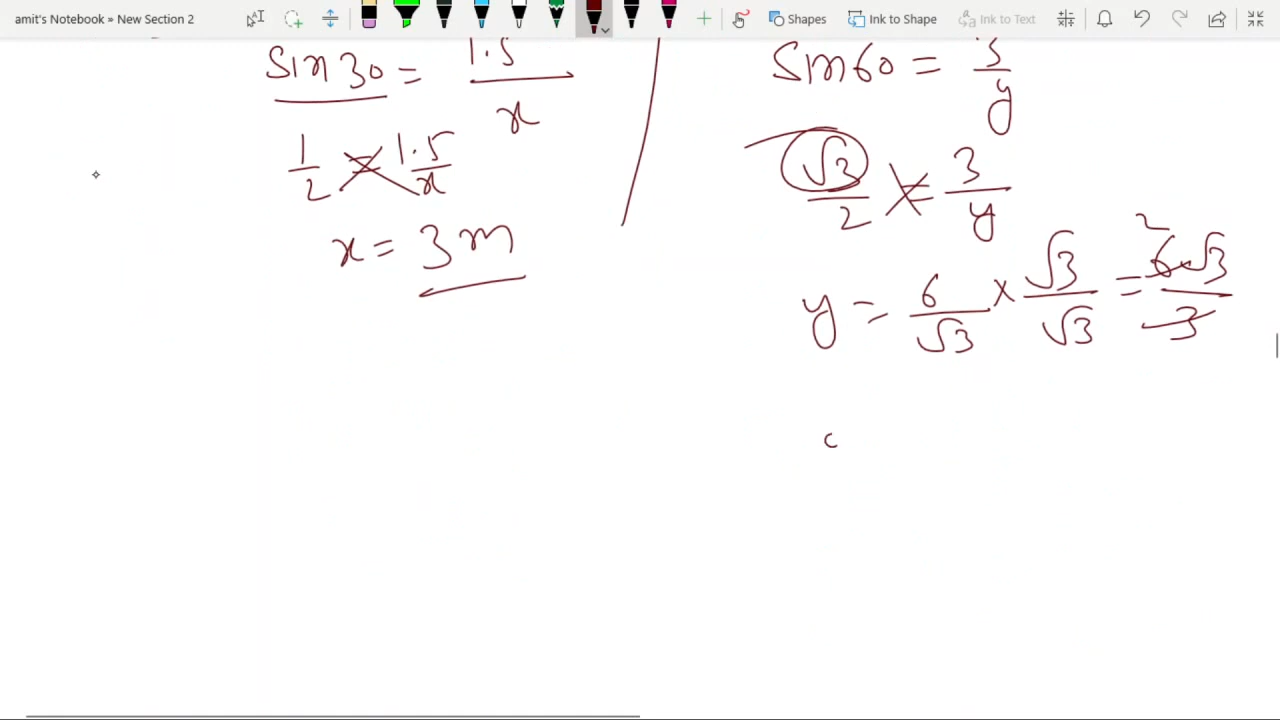 amit's Notebook » New Section 2
Shapes
Ink to Shape
Ink to Text
Sin 30 = 1.5/x
1/2 = 1.5/x
x = 3m
Sin 60 = 3/y
√3/2 = 3/y
y = 6/√3 × √3/√3 = 6√3/3
2